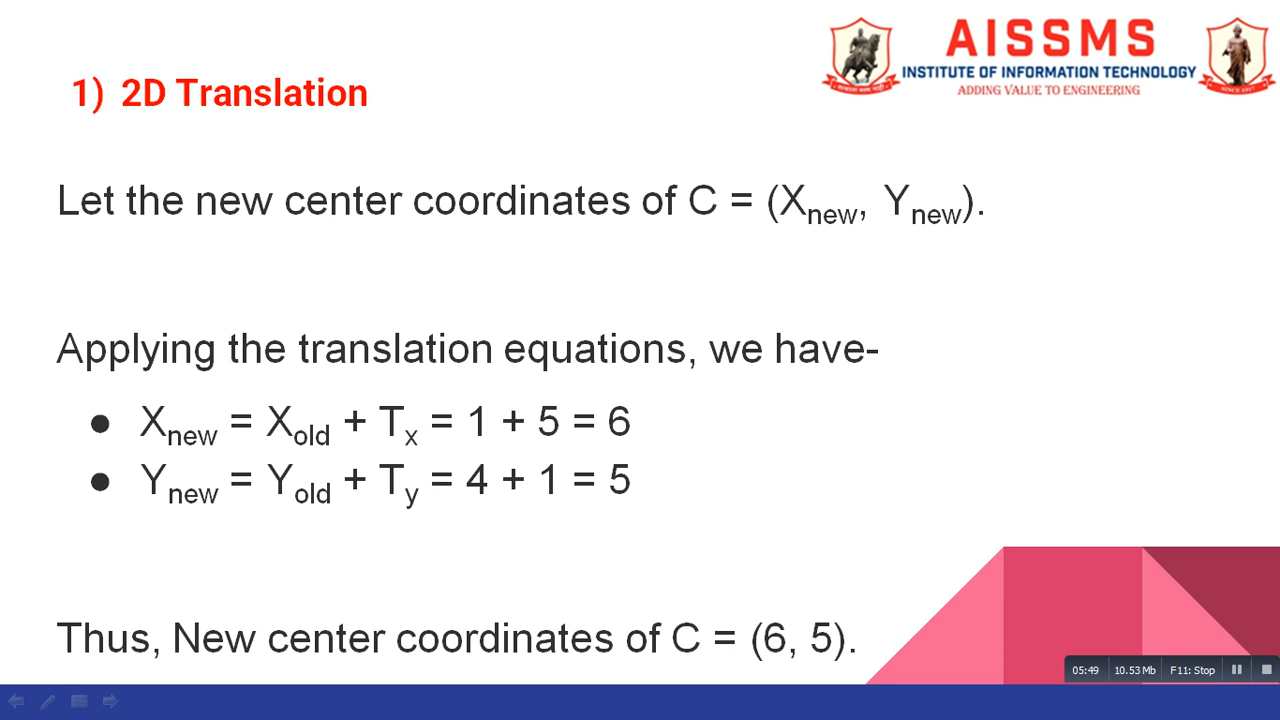 AISSMS
INSTITUTE OF INFORMATION TECHNOLOGY
ADDING VALUE TO ENGINEERING
SINCE 1917
1) 2D Translation
Let the new center coordinates of C = (Xnew, Ynew).
Applying the translation equations, we have-
● Xnew = Xold + Tx = 1 + 5 = 6
● Ynew = Yold + Ty = 4 + 1 = 5
Thus, New center coordinates of C = (6, 5).
05:49 10.53 Mb F11: Stop